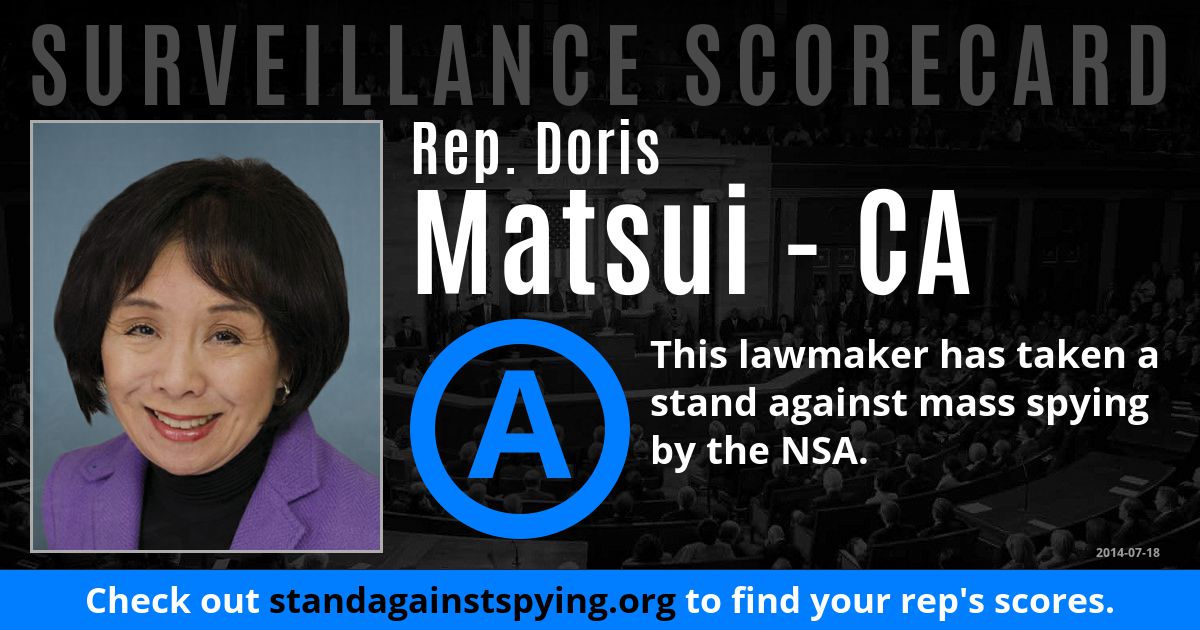 SURVEILLANCE SCORECARD
Rep. Doris
Matsui - CA
A
This lawmaker has taken a
stand against mass spying
by the NSA.
2014-07-18
Check out standagainstspying.org to find your rep's scores.